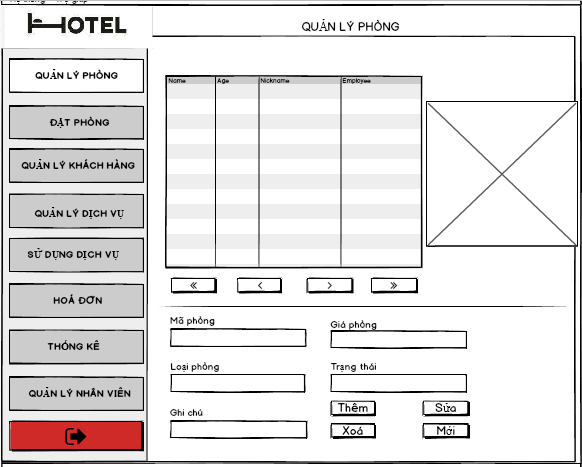 HOTEL
QUẢN LÝ PHÒNG
QUẢN LÝ PHÒNG
ĐẶT PHÒNG
QUẢN LÝ KHÁCH HÀNG
QUẢN LÝ DỊCH VỤ
SỬ DỤNG DỊCH VỤ
HOÁ ĐƠN
THỐNG KÊ
QUẢN LÝ NHÂN VIÊN
Name Age Nickname Employee
« < > »
Mã phòng
Giá phòng
Loại phòng
Trạng thái
Ghi chú
Thêm Sửa
Xoá Mới